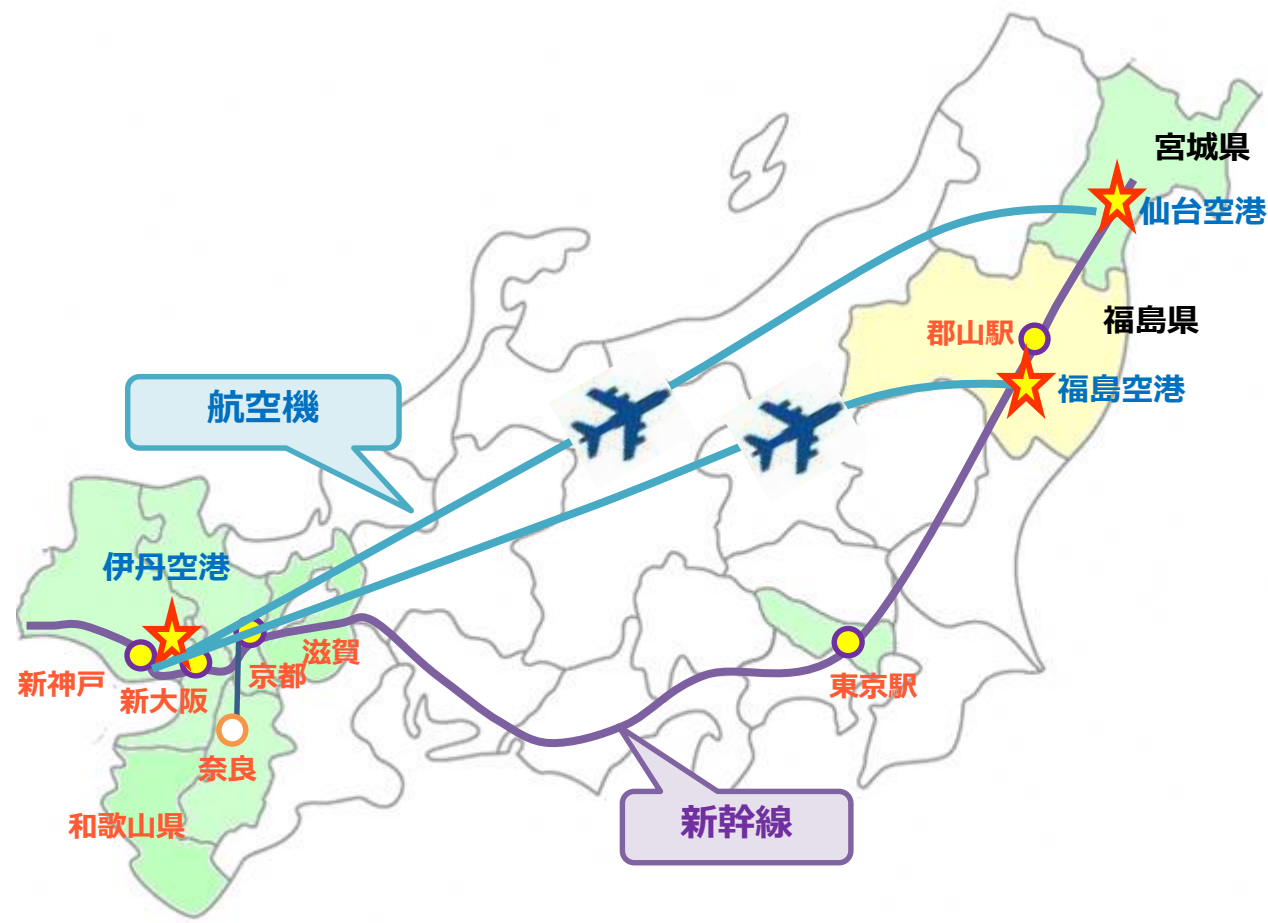 宮城県
仙台空港
福島県
郡山駅
福島空港
航空機
伊丹空港
滋賀
京都
新神戸
新大阪
東京駅
奈良
和歌山県
新幹線